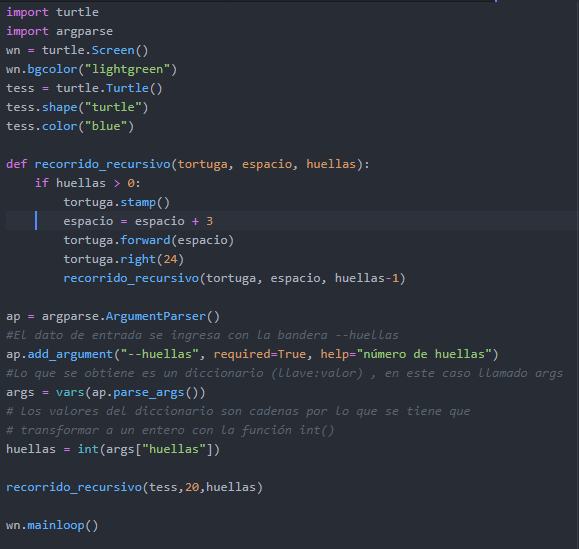 import turtle
import argparse
wn = turtle.Screen()
wn.bgcolor("lightgreen")
tess = turtle.Turtle()
tess.shape("turtle")
tess.color("blue")

def recorrido_recursivo(tortuga, espacio, huellas):
    if huellas > 0:
        tortuga.stamp()
        espacio = espacio + 3
        tortuga.forward(espacio)
        tortuga.right(24)
        recorrido_recursivo(tortuga, espacio, huellas-1)

ap = argparse.ArgumentParser()
#El dato de entrada se ingresa con la bandera --huellas
ap.add_argument("--huellas", required=True, help="número de huellas")
#Lo que se obtiene es un diccionario (llave:valor) , en este caso llamado args
args = vars(ap.parse_args())
# Los valores del diccionario son cadenas por lo que se tiene que
# transformar a un entero con la función int()
huellas = int(args["huellas"])

recorrido_recursivo(tess,20,huellas)

wn.mainloop()